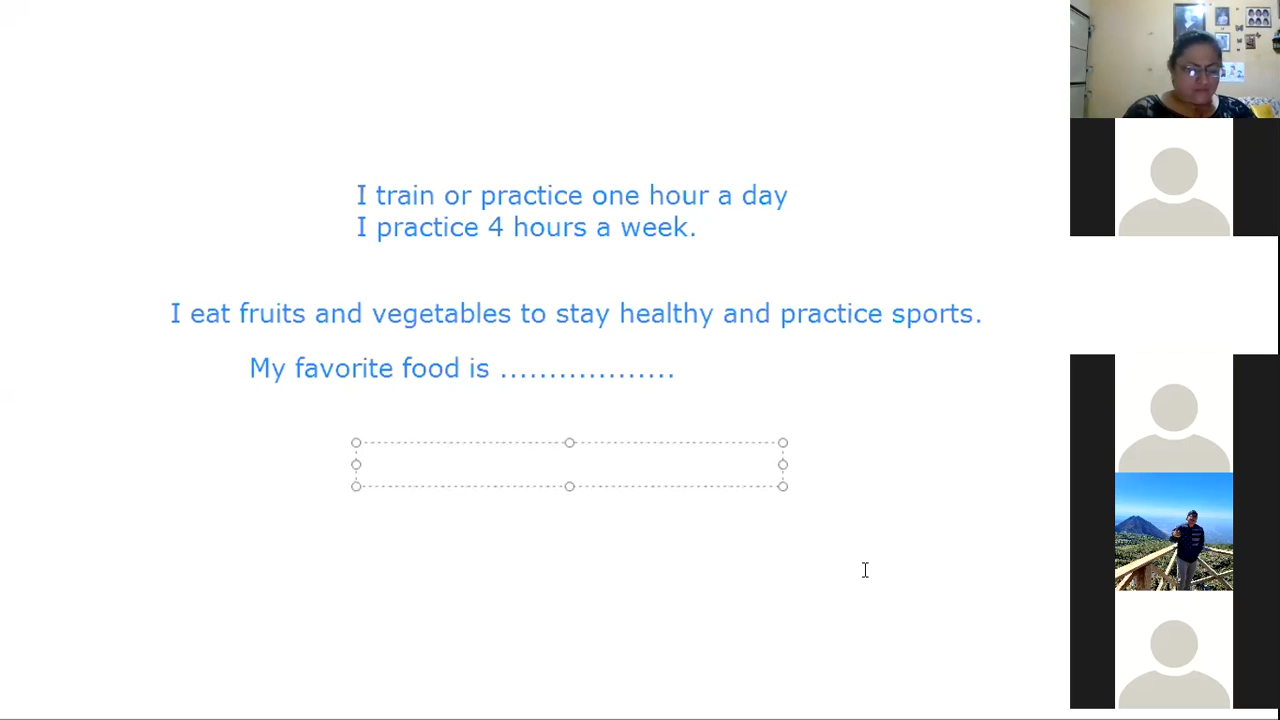 I train or practice one hour a day
I practice 4 hours a week.
I eat fruits and vegetables to stay healthy and practice sports.
My favorite food is ..................